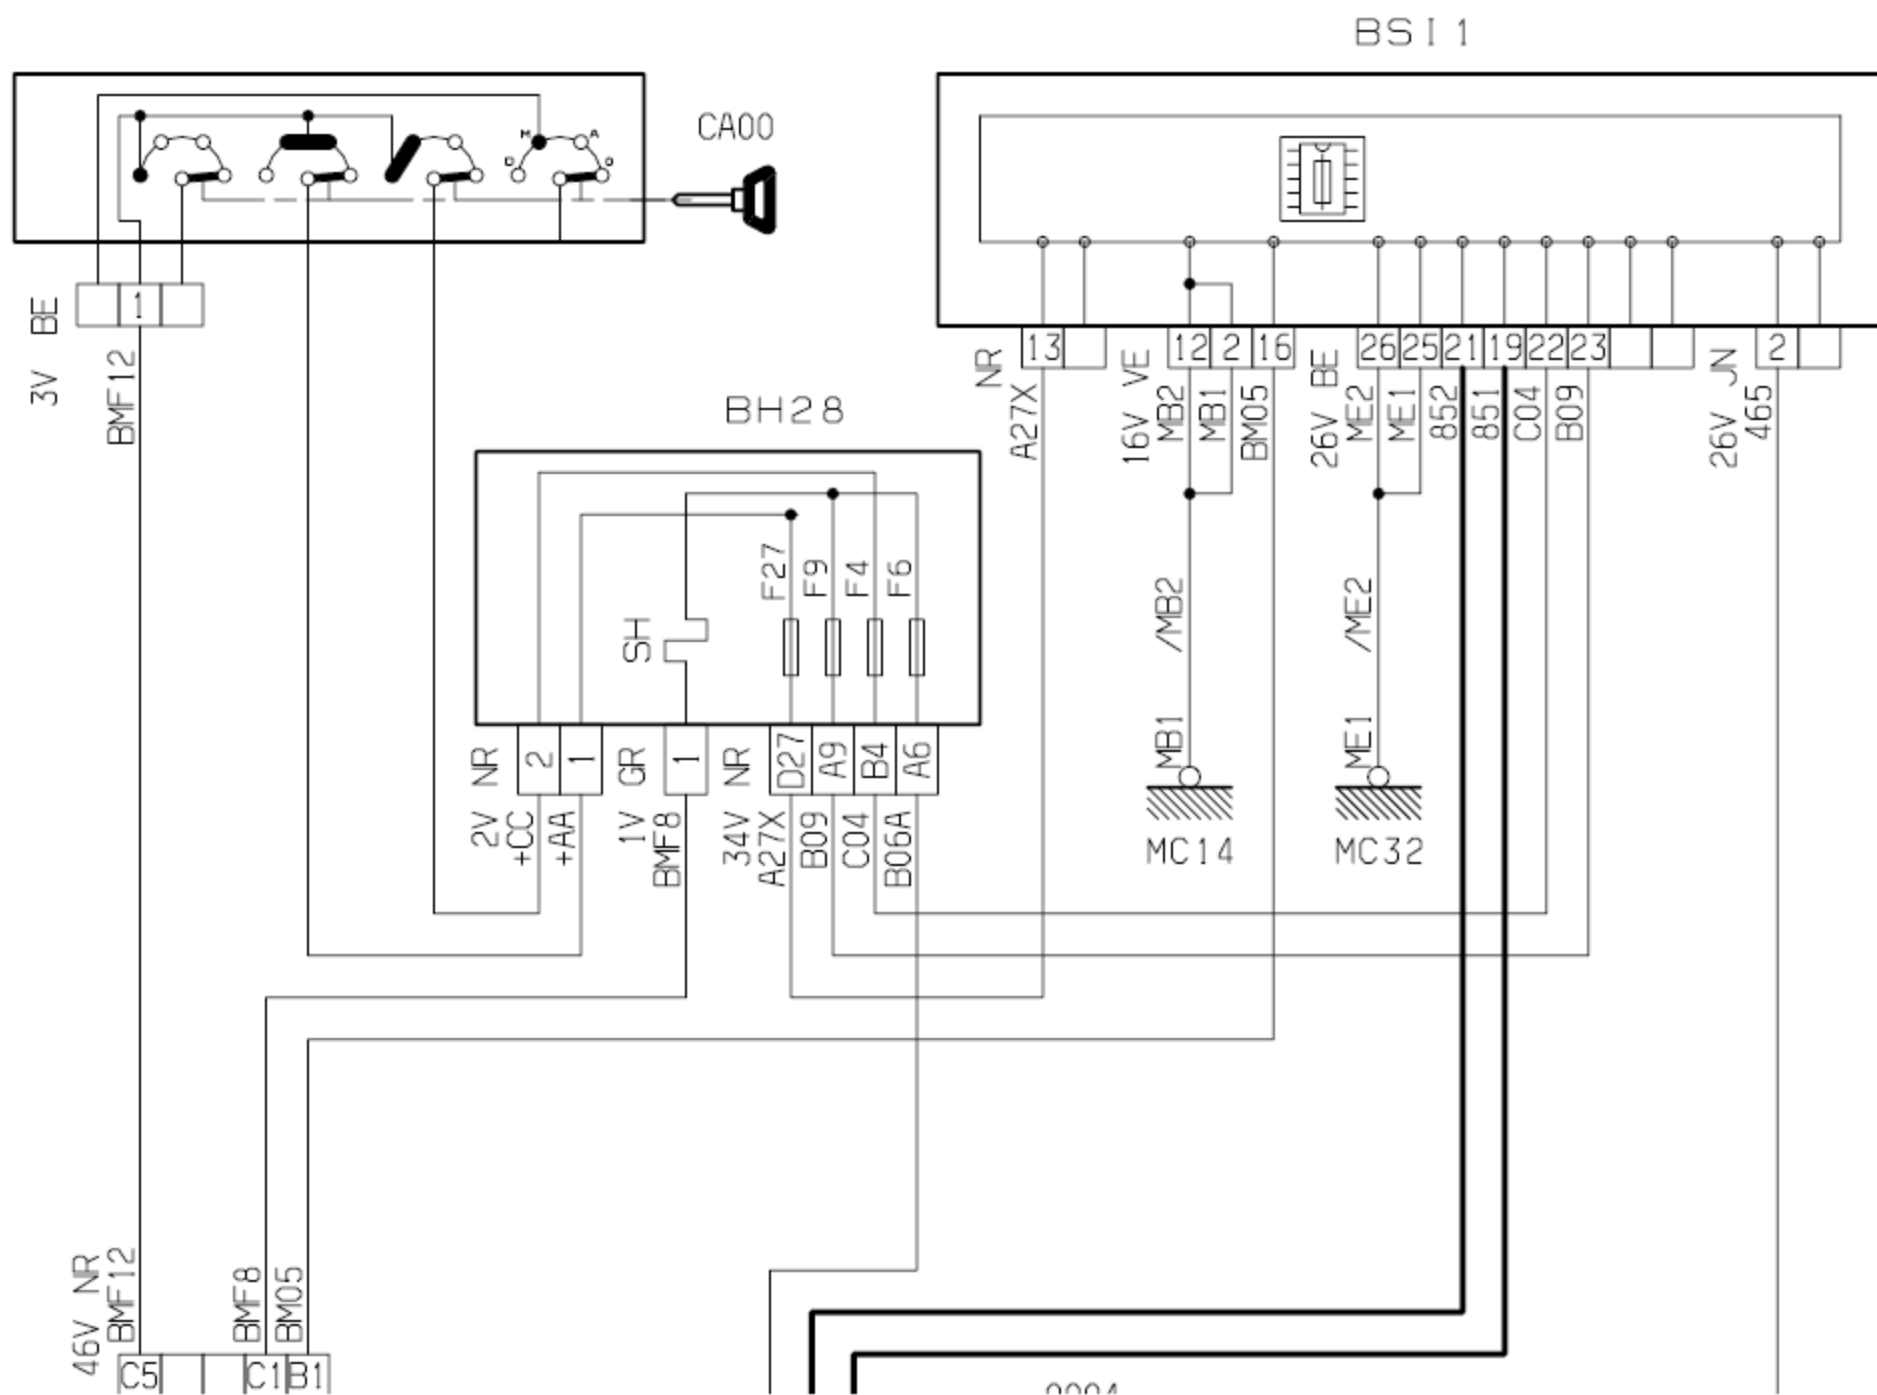 BSI1
CA00
M A
D D
3V BE
1
BMF12
NR
13
A27X
16V VE
12 2 16
MB2
MB1
BM05
26V BE
26 25 21 19 22 23
ME2
ME1
852
851
C04
B09
26V JN
2
465
BH28
SH
F27
F9
F4
F6
2V NR
2 1
+CC
+AA
1V GR
1
BMF8
34V NR
D27 A9 B4 A6
A27X
B09
C04
B06A
/MB2
MB1
MC14
/ME2
ME1
MC32
46V NR
BMF12
BMF8
BM05
C5 C1 B1